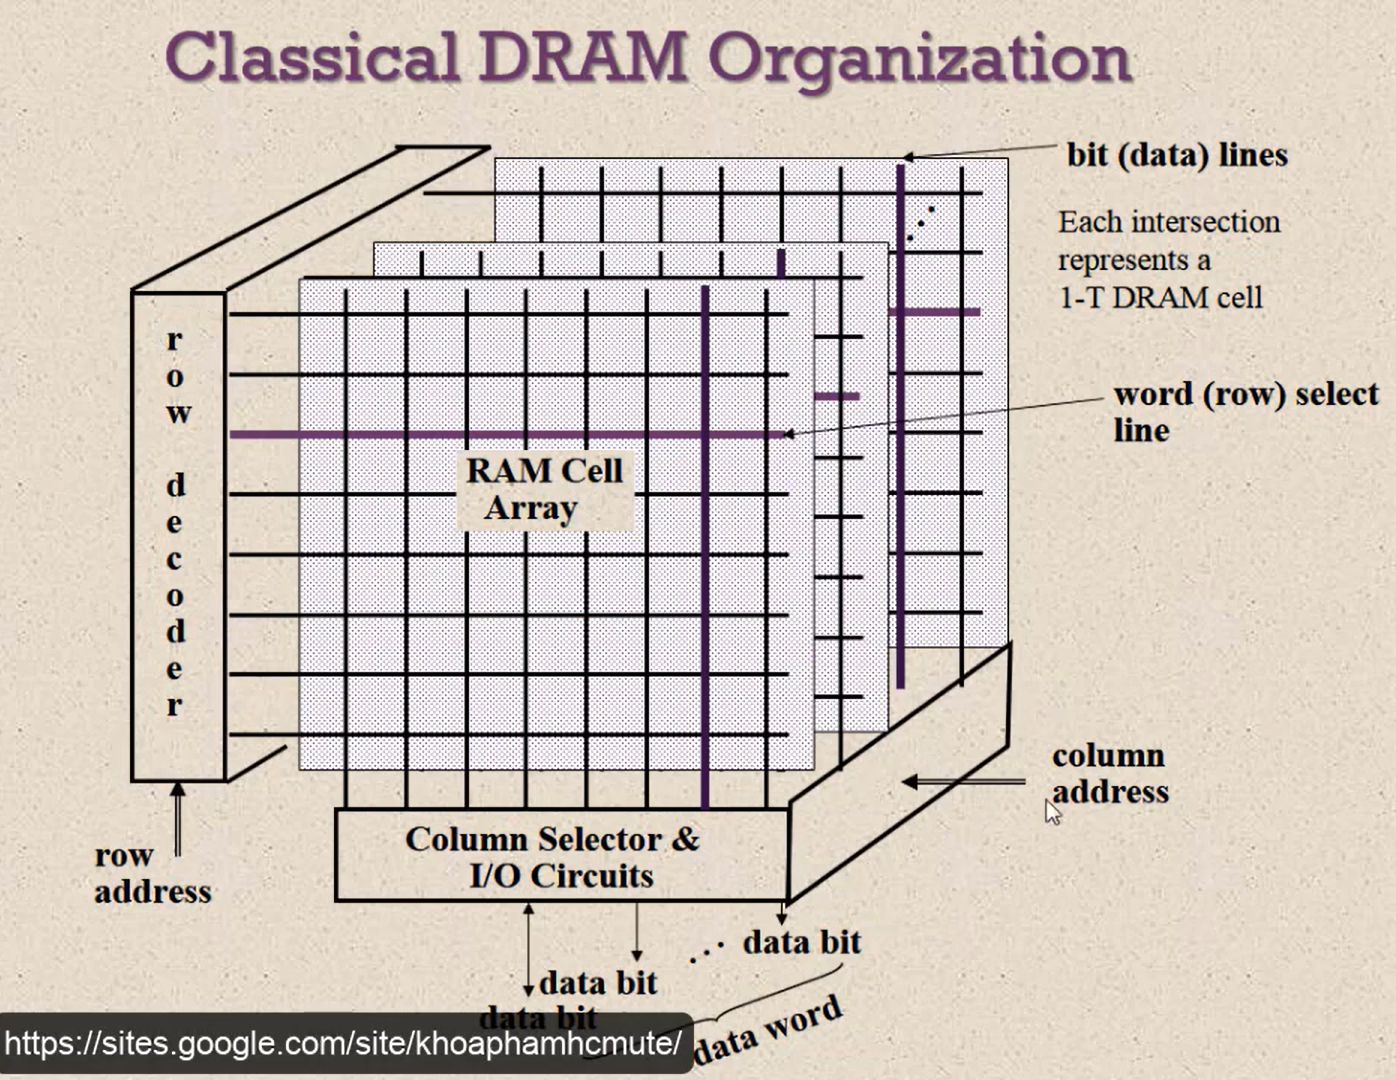 Classical DRAM Organization
bit (data) lines
Each intersection
represents a
1-T DRAM cell
word (row) select
line
row decoder
RAM Cell
Array
column
address
Column Selector &
I/O Circuits
row
address
data bit
data bit
data bit
data word
https://sites.google.com/site/khoaphamhcmute/